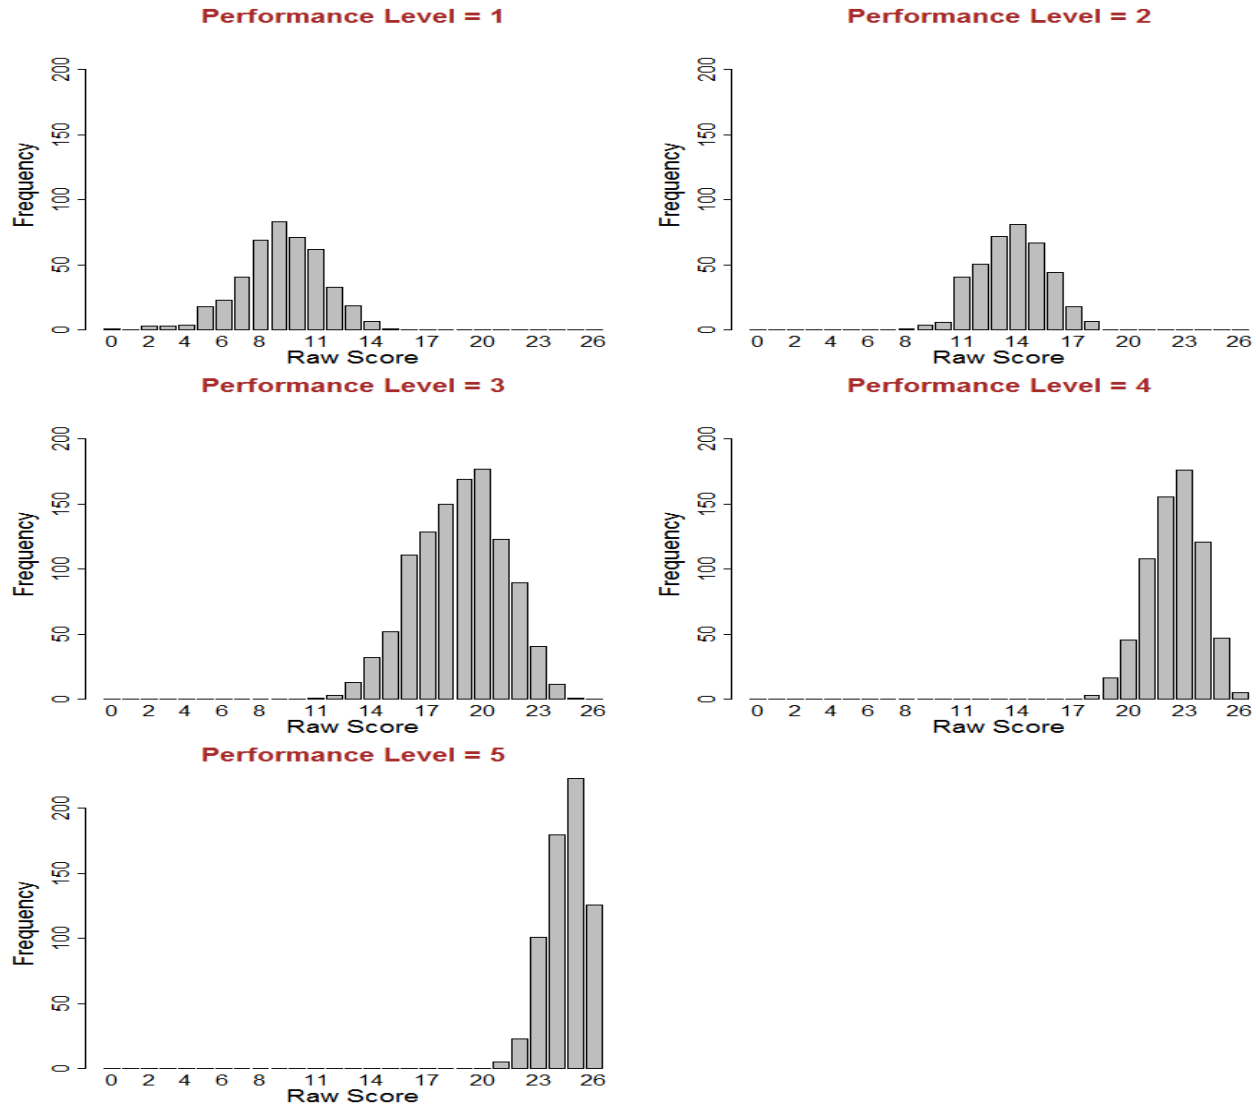 Performance Level = 1
200
150
100
50
0
Frequency
0 2 4 6 8 11 14 17 20 23 26
Raw Score
Performance Level = 2
200
150
100
50
0
Frequency
0 2 4 6 8 11 14 17 20 23 26
Raw Score
Performance Level = 3
200
150
100
50
0
Frequency
0 2 4 6 8 11 14 17 20 23 26
Raw Score
Performance Level = 4
200
150
100
50
0
Frequency
0 2 4 6 8 11 14 17 20 23 26
Raw Score
Performance Level = 5
200
150
100
50
0
Frequency
0 2 4 6 8 11 14 17 20 23 26
Raw Score